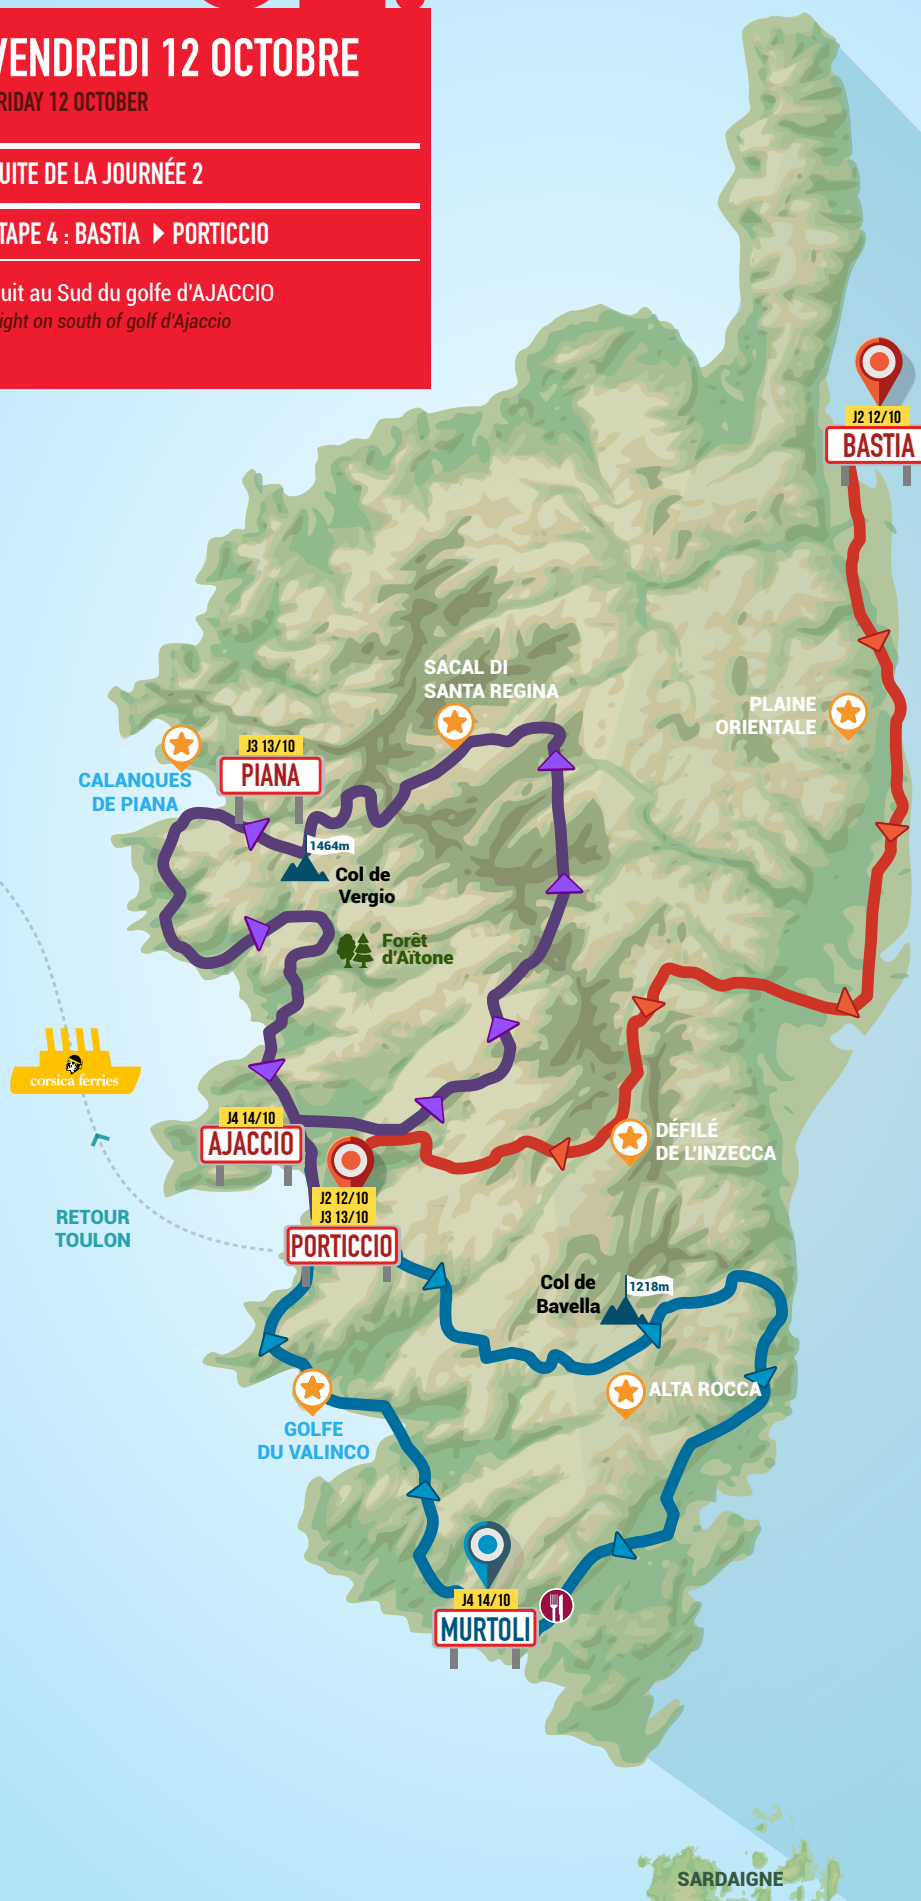 VENDREDI 12 OCTOBRE
RIDAY 12 OCTOBER
UITE DE LA JOURNÉE 2
TAPE 4 : BASTIA ▶ PORTICCIO
uit au Sud du golfe d'AJACCIO
ight on south of golf d'Ajaccio
J2 12/10
BASTIA
SACAL DI
SANTA REGINA
PLAINE
ORIENTALE
J3 13/10
PIANA
CALANQUES
DE PIANA
1464m
Col de
Vergio
Forêt
d'Aïtone
corsica ferries
J4 14/10
AJACCIO
DÉFILÉ
DE L'INZECCA
J2 12/10
J3 13/10
PORTICCIO
RETOUR
TOULON
Col de
Bavella
1218m
ALTA ROCCA
GOLFE
DU VALINCO
J4 14/10
MURTOLI
SARDAIGNE